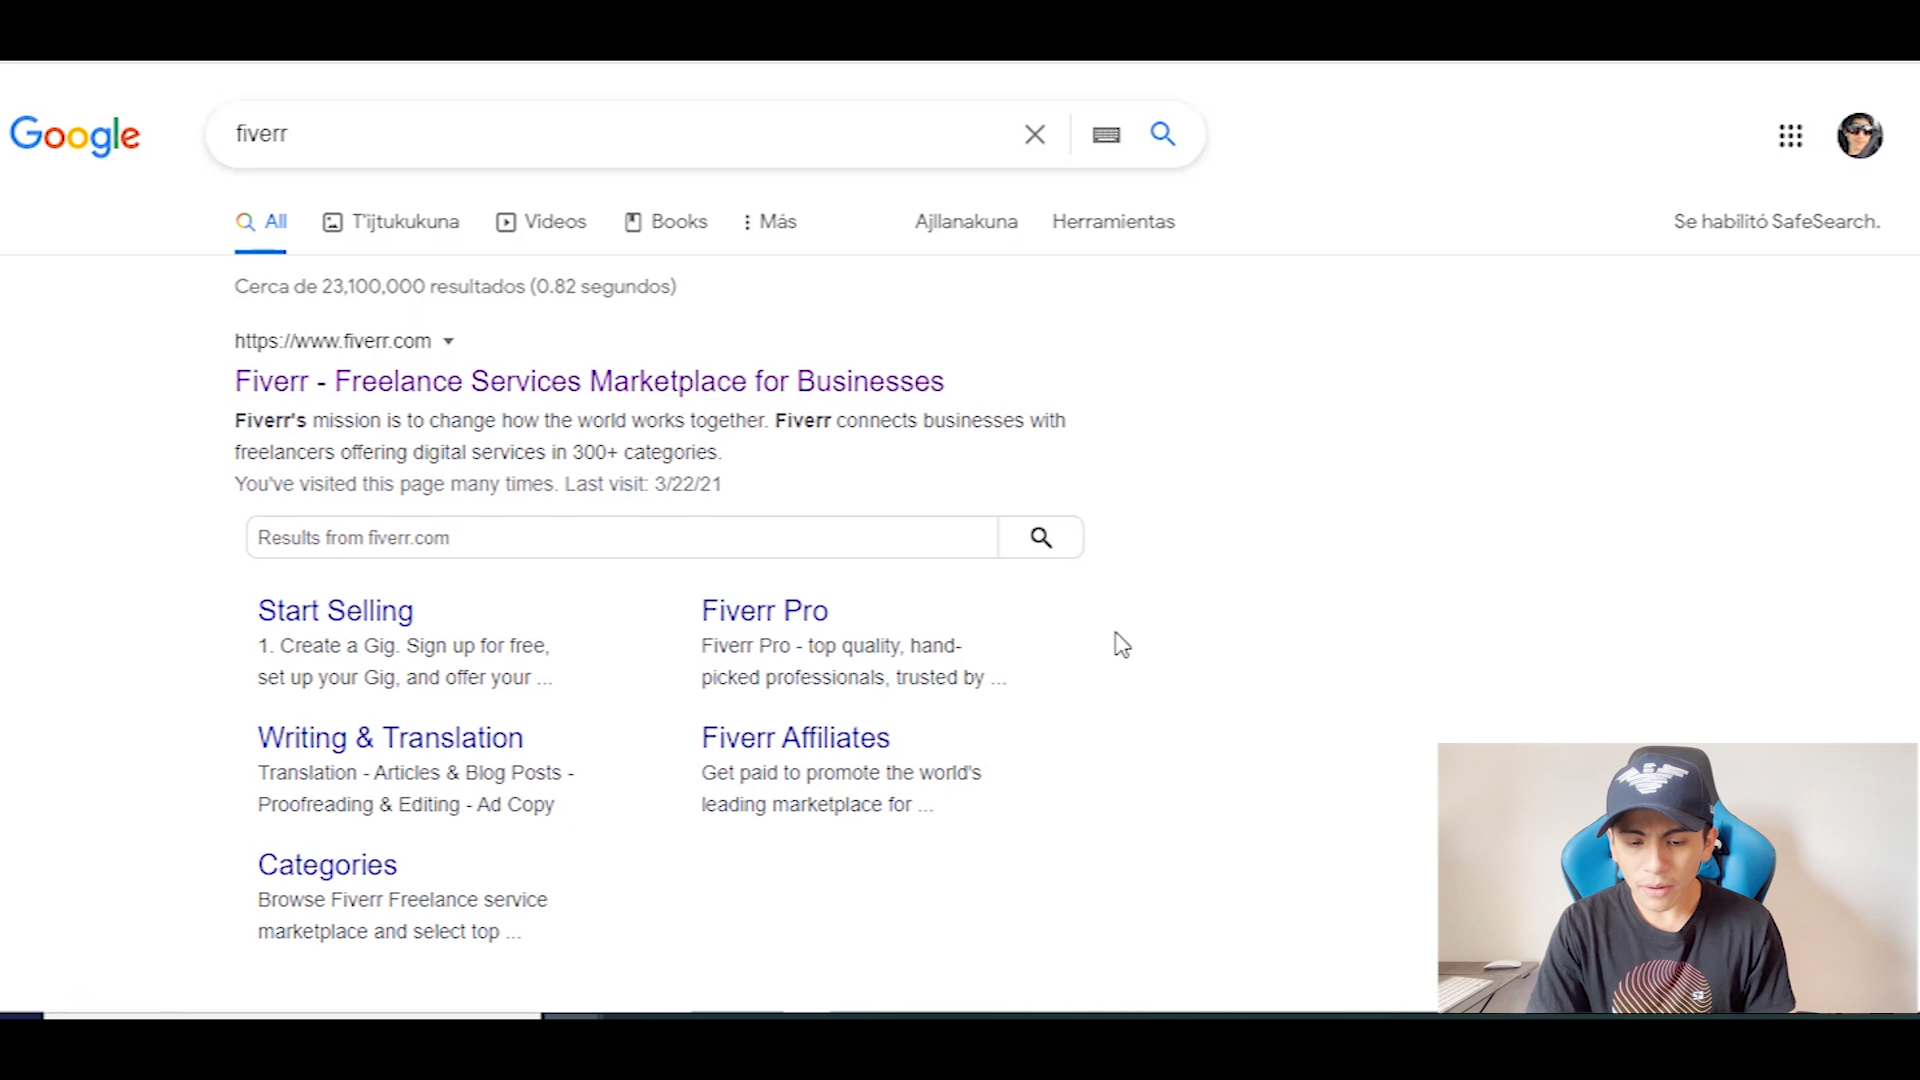 Google
fiverr
All
T'ijtukukuna
Videos
Books
Más
Ajllanakuna
Herramientas
Se habilitó SafeSearch.
Cerca de 23,100,000 resultados (0.82 segundos)
https://www.fiverr.com
Fiverr - Freelance Services Marketplace for Businesses
Fiverr's mission is to change how the world works together. Fiverr connects businesses with
freelancers offering digital services in 300+ categories.
You've visited this page many times. Last visit: 3/22/21
Results from fiverr.com
Start Selling
1. Create a Gig. Sign up for free,
set up your Gig, and offer your ...
Fiverr Pro
Fiverr Pro - top quality, hand-
picked professionals, trusted by ...
Writing & Translation
Translation - Articles & Blog Posts -
Proofreading & Editing - Ad Copy
Fiverr Affiliates
Get paid to promote the world's
leading marketplace for ...
Categories
Browse Fiverr Freelance service
marketplace and select top ...